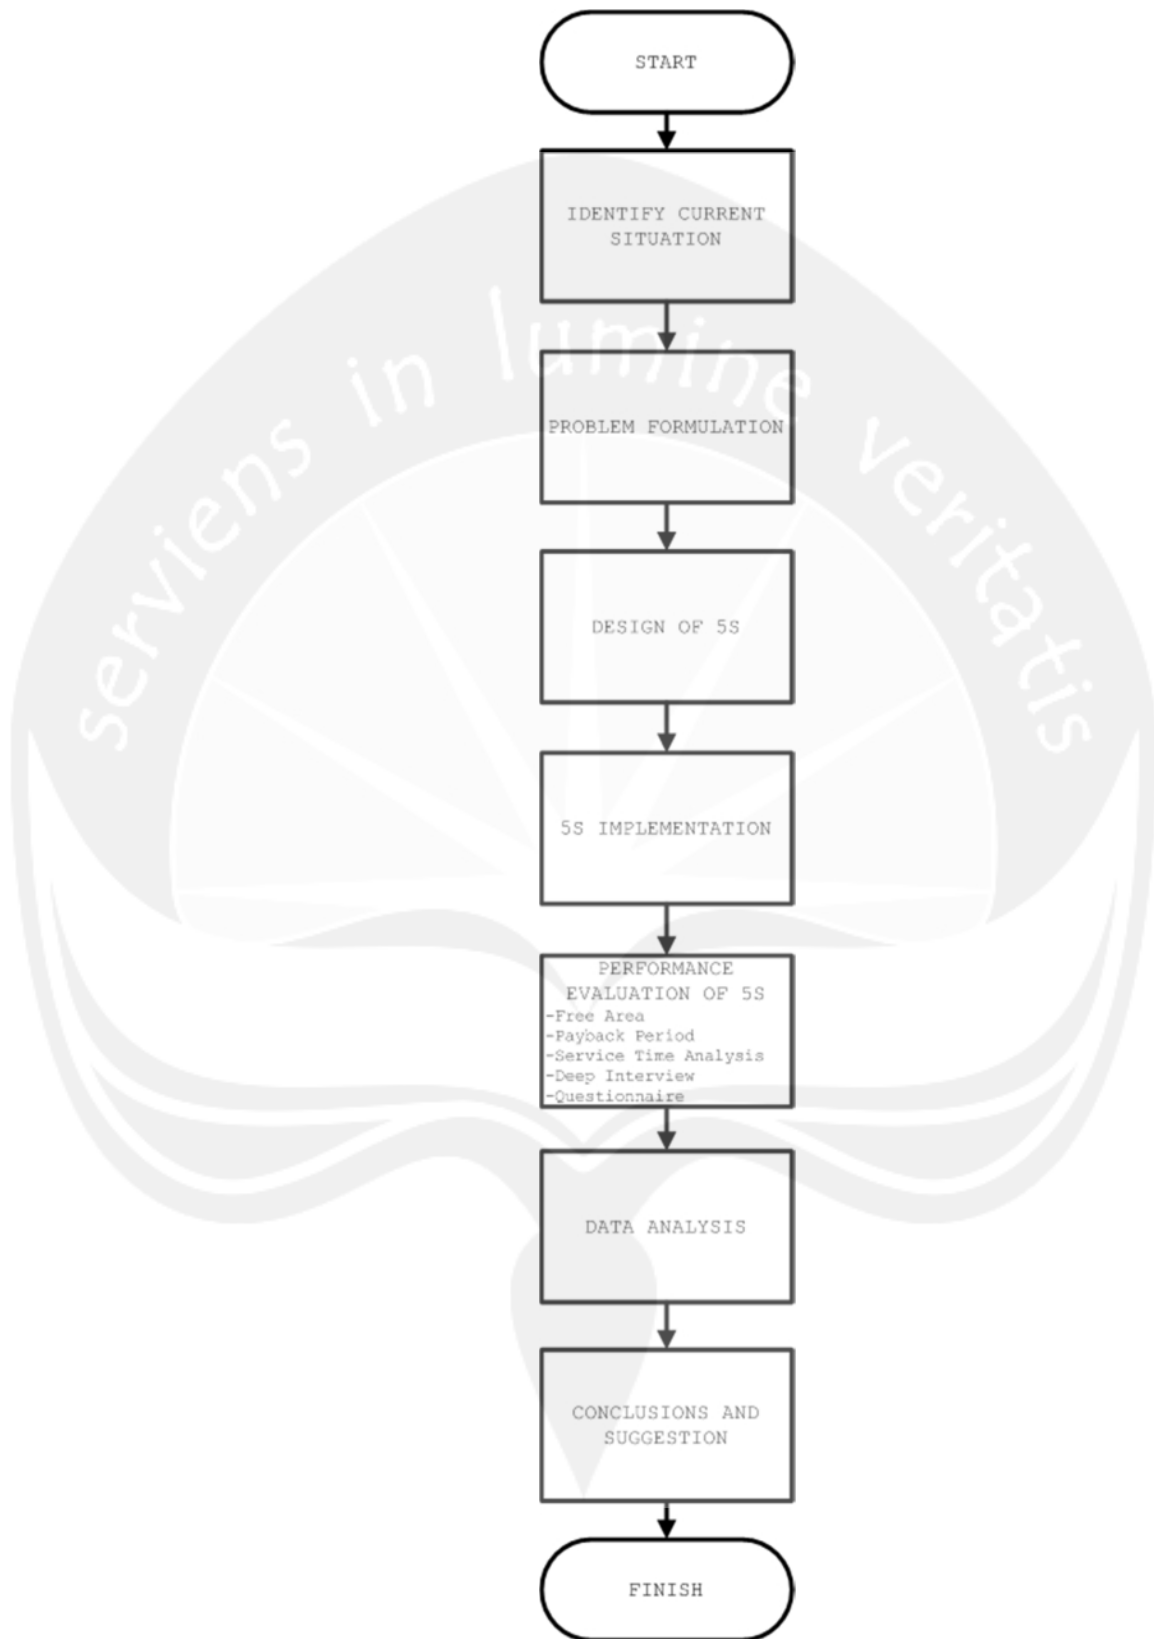 START
IDENTIFY CURRENT
SITUATION
serviens in lumine veritatis
PROBLEM FORMULATION
DESIGN OF 5S
5S IMPLEMENTATION
PERFORMANCE
EVALUATION OF 5S
-Free Area
-Payback Period
-Service Time Analysis
-Deep Interview
-Questionnaire
DATA ANALYSIS
CONCLUSIONS AND
SUGGESTION
FINISH